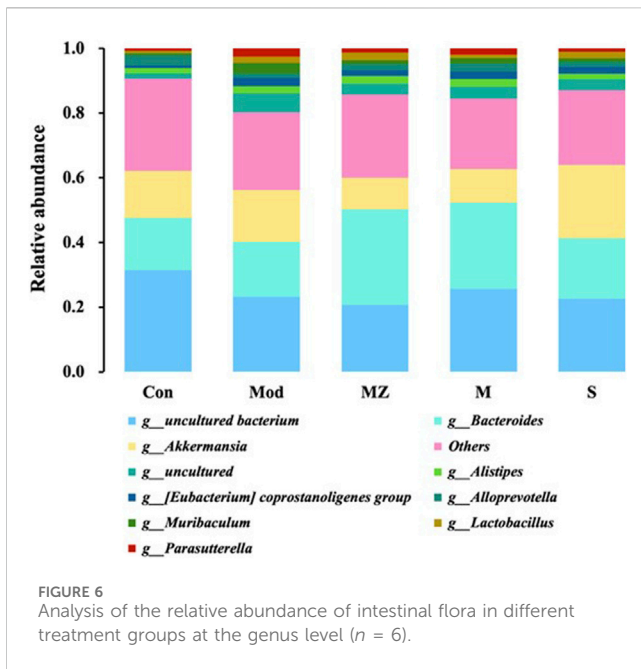 Relative abundance
1.0
0.8
0.6
0.4
0.2
0.0
Con Mod MZ M S
g__uncultured bacterium g__Bacteroides
g__Akkermansia Others
g__uncultured g__Alistipes
g__[Eubacterium] coprostanoligenes group g__Alloprevotella
g__Muribaculum g__Lactobacillus
g__Parasutterella
FIGURE 6
Analysis of the relative abundance of intestinal flora in different
treatment groups at the genus level (n = 6).